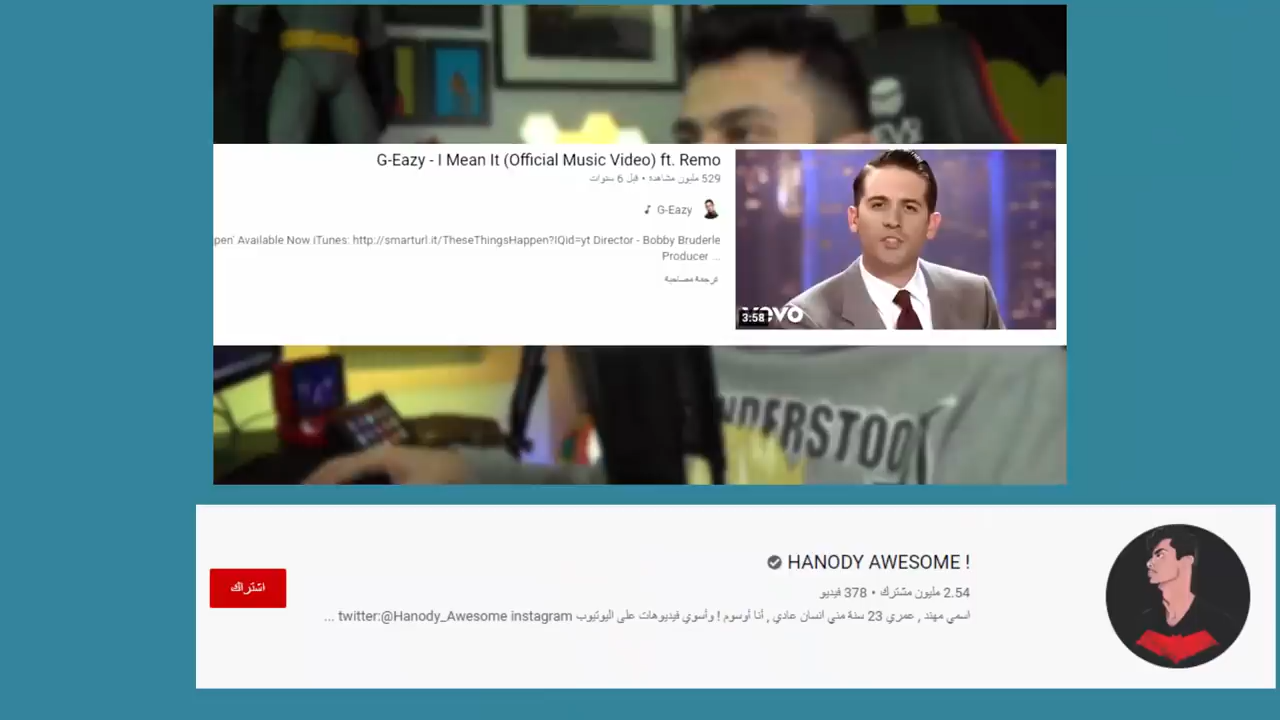 G-Eazy - I Mean It (Official Music Video) ft. Remo
529 مليون مشاهدة • قبل 6 سنوات
G-Eazy
pen' Available Now iTunes: http://smarturl.it/TheseThingsHappen?IQid=yt Director - Bobby Bruderle
Producer ...
ترجمة مصاحبة
vevo
3:58
NDERSTOO
HANODY AWESOME !
2.54 مليون مشترك • 378 فيديو
اسمي مهند , عمري 23 سنة مني انسان عادي , أنا أوسوم ! وأسوي فيديوهات على اليوتيوب twitter:@Hanody_Awesome instagram ...
اشتراك